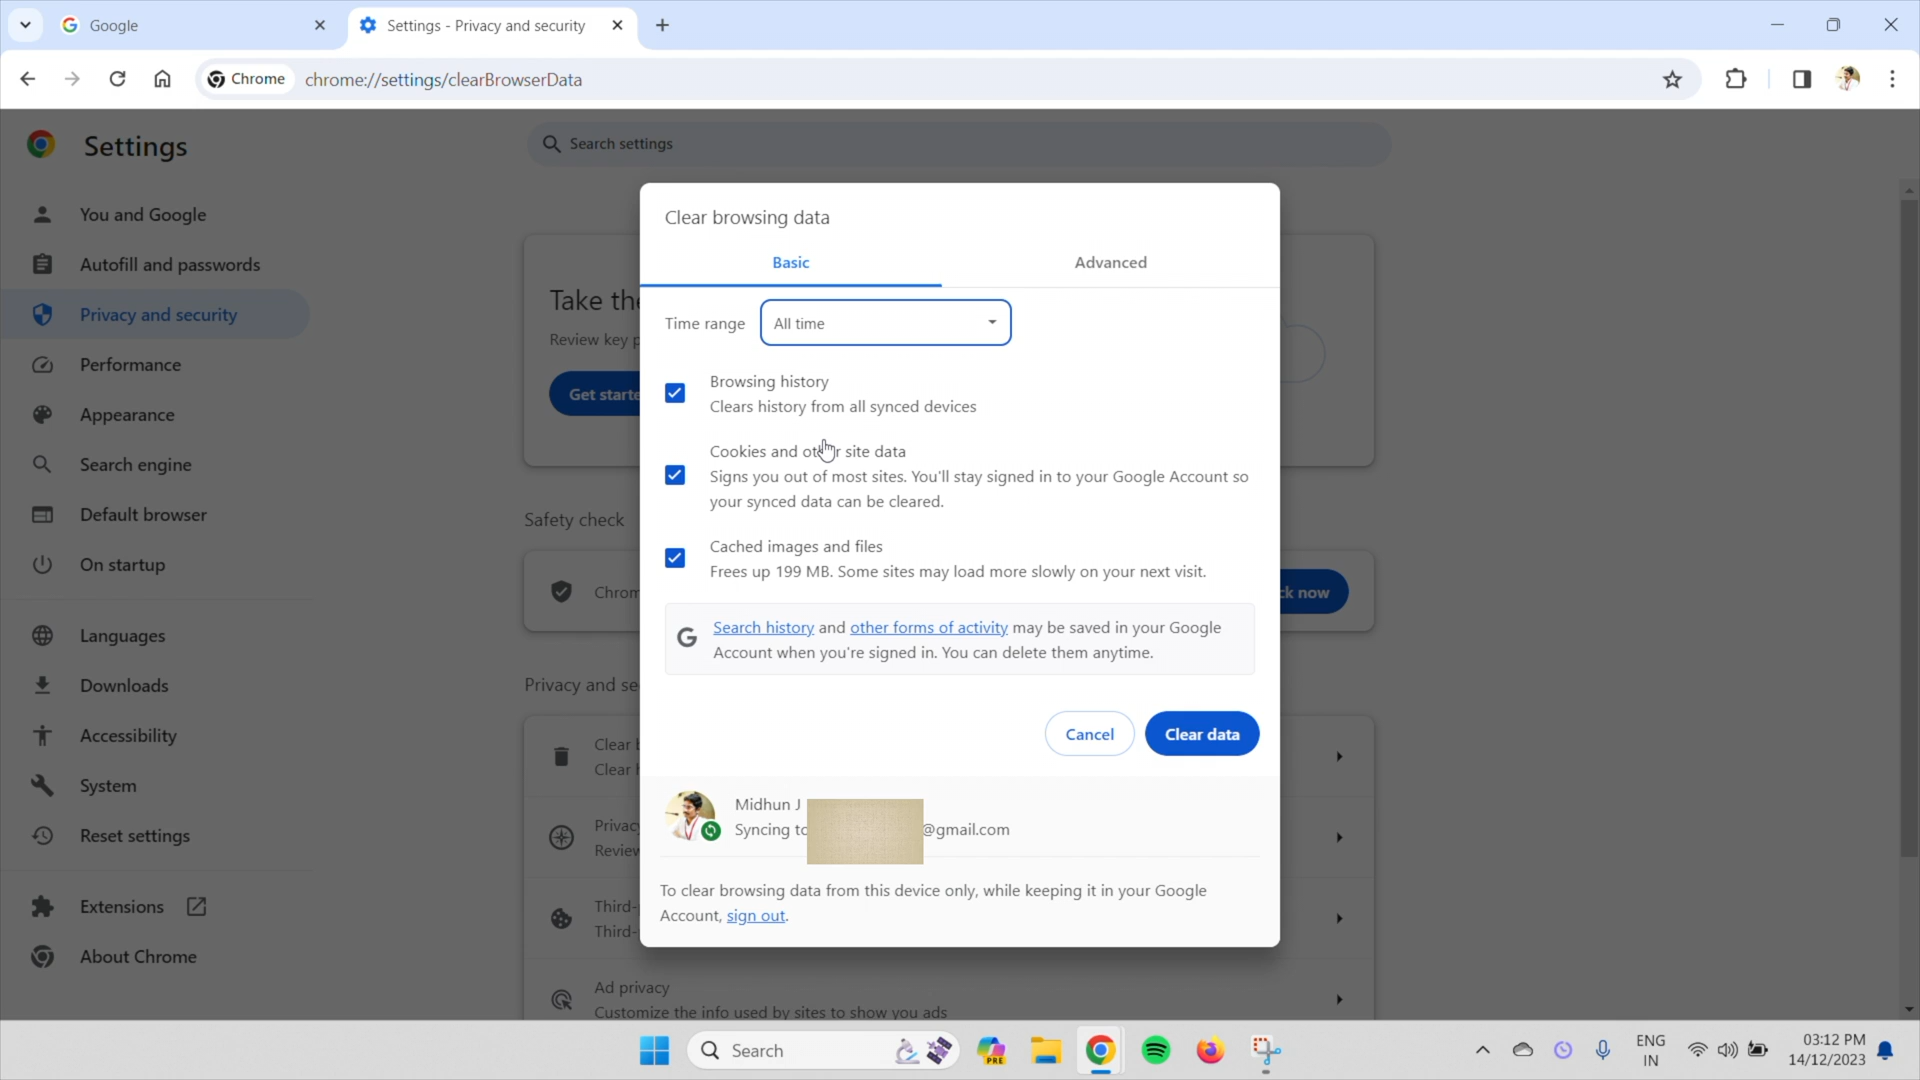 Google
Settings - Privacy and security
Chrome
chrome://settings/clearBrowserData
Settings
Search settings
You and Google
Autofill and passwords
Privacy and security
Performance
Appearance
Search engine
Default browser
On startup
Languages
Downloads
Accessibility
System
Reset settings
Extensions
About Chrome
Take the
Review key p
Get starte
Safety check
Chrom
ck now
Privacy and se
Clear b
Clear h
Privacy
Review
Third-p
Third-
Ad privacy
Customize the info used by sites to show you ads
Clear browsing data
Basic
Advanced
Time range
All time
Browsing history
Clears history from all synced devices
Cookies and other site data
Signs you out of most sites. You'll stay signed in to your Google Account so
your synced data can be cleared.
Cached images and files
Frees up 199 MB. Some sites may load more slowly on your next visit.
Search history and other forms of activity may be saved in your Google
Account when you're signed in. You can delete them anytime.
Cancel
Clear data
Midhun J
Syncing to @gmail.com
To clear browsing data from this device only, while keeping it in your Google
Account, sign out.
Search
PRE
ENG
IN
03:12 PM
14/12/2023